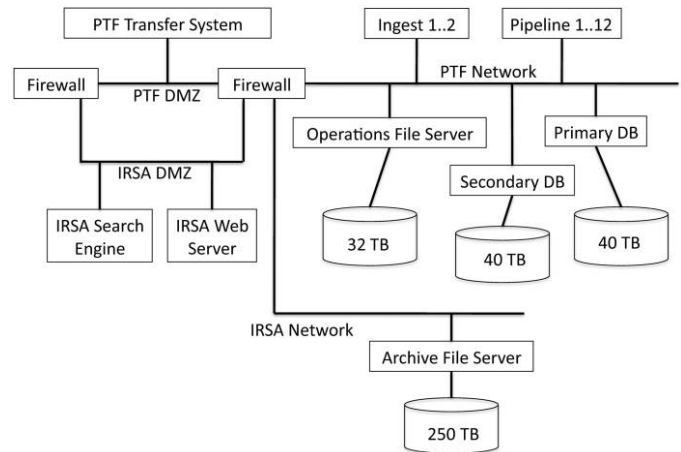 PTF Transfer System
Ingest 1..2
Pipeline 1..12
Firewall
Firewall
PTF Network
PTF DMZ
Operations File Server
Primary DB
IRSA DMZ
Secondary DB
IRSA Search
Engine
IRSA Web
Server
32 TB
40 TB
40 TB
IRSA Network
Archive File Server
250 TB